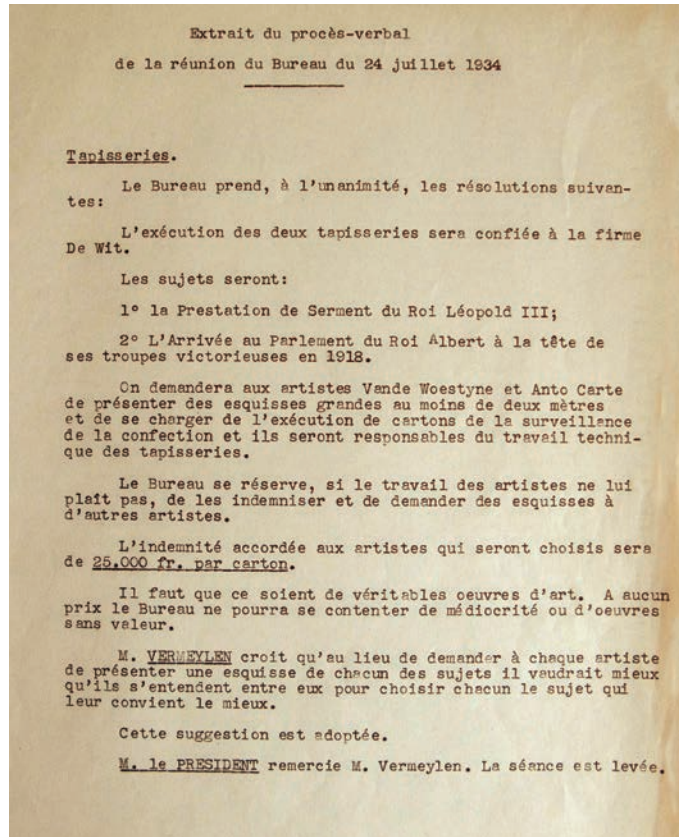 Extrait du procès-verbal
de la réunion du Bureau du 24 juillet 1934
Tapisseries.
Le Bureau prend, à l'unanimité, les résolutions suivan-
tes:
L'exécution des deux tapisseries sera confiée à la firme
De Wit.
Les sujets seront:
1° la Prestation de Serment du Roi Léopold III;
2° L'Arrivée au Parlement du Roi Albert à la tête de
ses troupes victorieuses en 1918.
On demandera aux artistes Vande Woestyne et Anto Carte
de présenter des esquisses grandes au moins de deux mètres
et de se charger de l'exécution de cartons de la surveillance
de la confection et ils seront responsables du travail techni-
que des tapisseries.
Le Bureau se réserve, si le travail des artistes ne lui
plaît pas, de les indemniser et de demander des esquisses à
d'autres artistes.
L'indemnité accordée aux artistes qui seront choisis sera
de 25.000 fr. par carton.
Il faut que ce soient de véritables oeuvres d'art. A aucun
prix le Bureau ne pourra se contenter de médiocrité ou d'oeuvres
sans valeur.
M. VERMEYLEN croit qu'au lieu de demander à chaque artiste
de présenter une esquisse de chacun des sujets il vaudrait mieux
qu'ils s'entendent entre eux pour choisir chacun le sujet qui
leur convient le mieux.
Cette suggestion est adoptée.
M. le PRESIDENT remercie M. Vermeylen. La séance est levée.